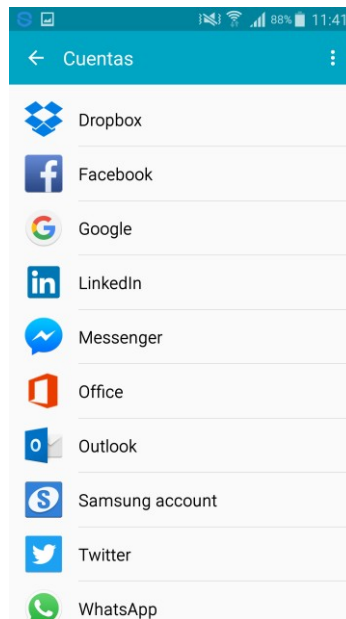 88% 11:41
Cuentas
Dropbox
Facebook
Google
LinkedIn
Messenger
Office
Outlook
Samsung account
Twitter
WhatsApp